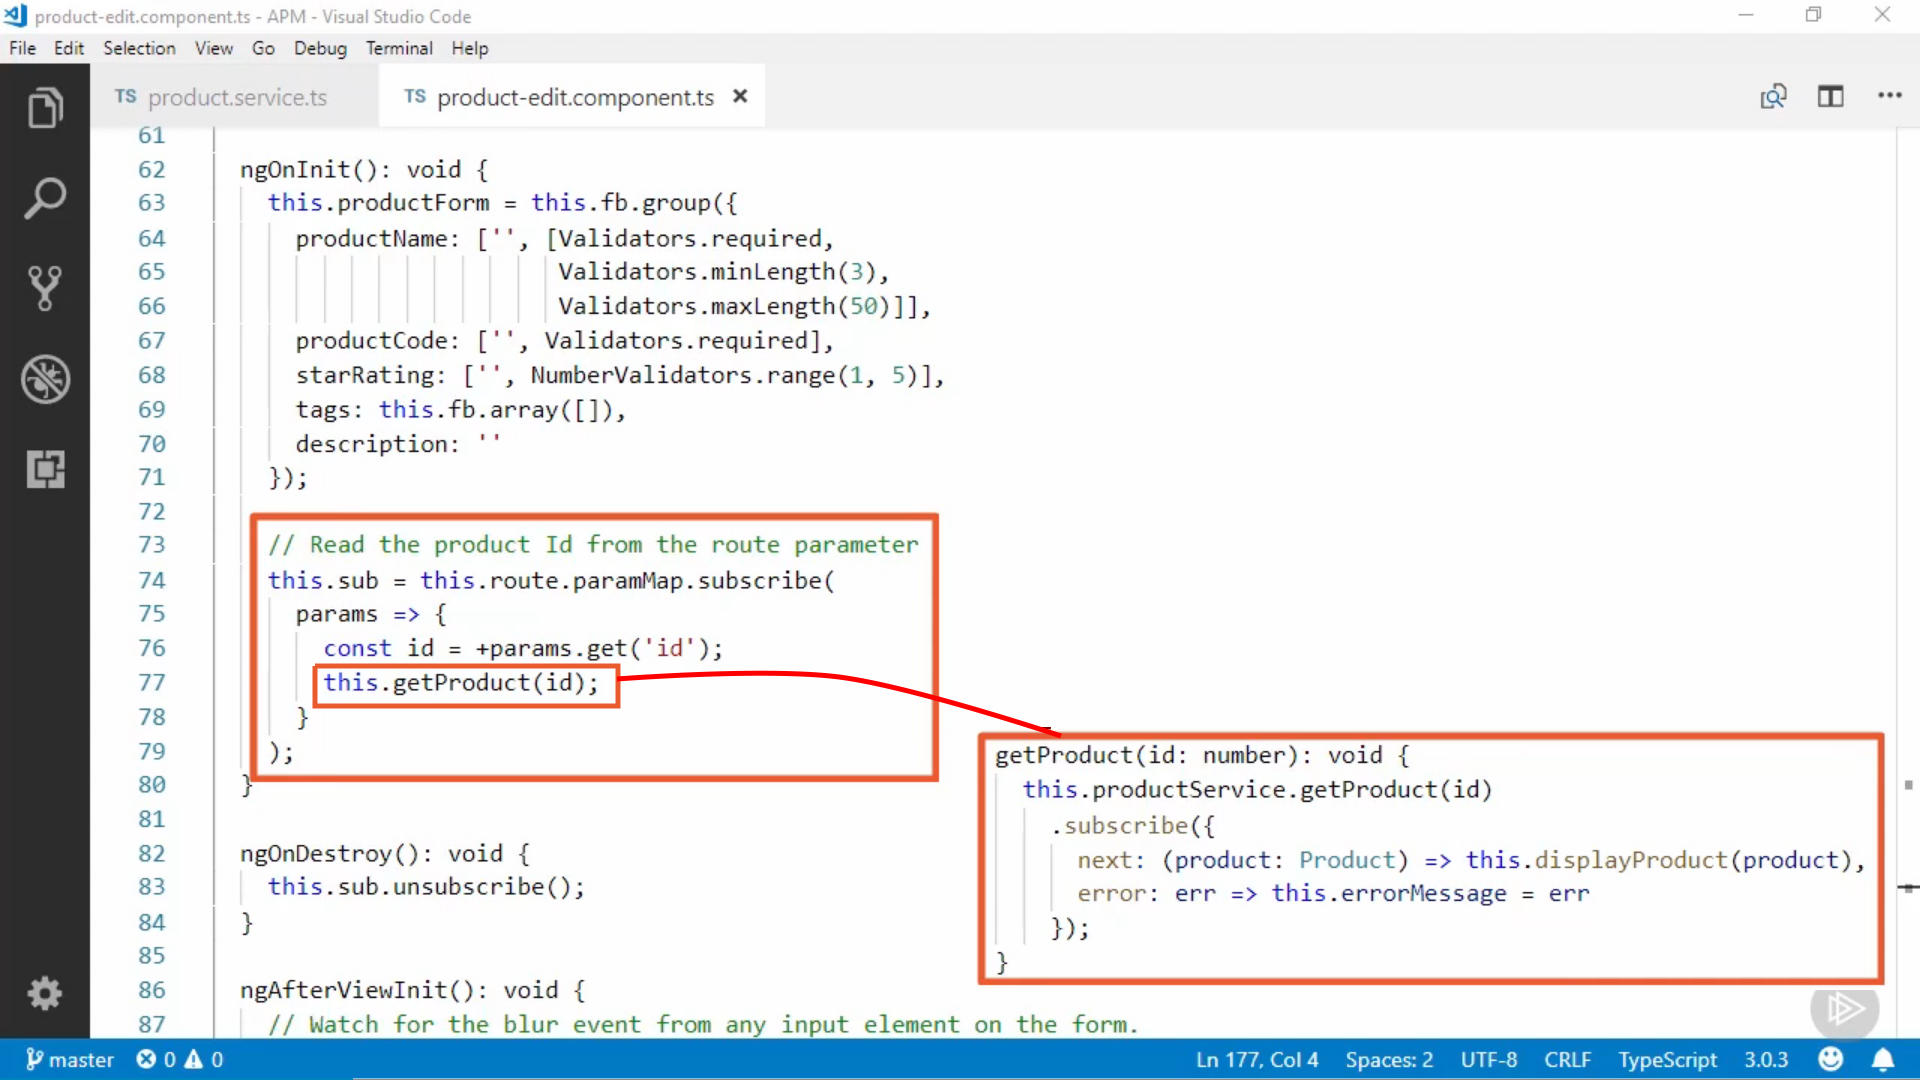 product-edit.component.ts - APM - Visual Studio Code
File Edit Selection View Go Debug Terminal Help
TS product.service.ts TS product-edit.component.ts
61
62 ngOnInit(): void {
63 this.productForm = this.fb.group({
64 productName: ['', [Validators.required,
65 Validators.minLength(3),
66 Validators.maxLength(50)]],
67 productCode: ['', Validators.required],
68 starRating: ['', NumberValidators.range(1, 5)],
69 tags: this.fb.array([]),
70 description: ''
71 });
72
73 // Read the product Id from the route parameter
74 this.sub = this.route.paramMap.subscribe(
75 params => {
76 const id = +params.get('id');
77 this.getProduct(id);
78 }
79 );
80 }
81
82 ngOnDestroy(): void {
83 this.sub.unsubscribe();
84 }
85
86 ngAfterViewInit(): void {
87 // Watch for the blur event from any input element on the form.
getProduct(id: number): void {
this.productService.getProduct(id)
.subscribe({
next: (product: Product) => this.displayProduct(product),
error: err => this.errorMessage = err
});
}
master 0 0 Ln 177, Col 4 Spaces: 2 UTF-8 CRLF TypeScript 3.0.3